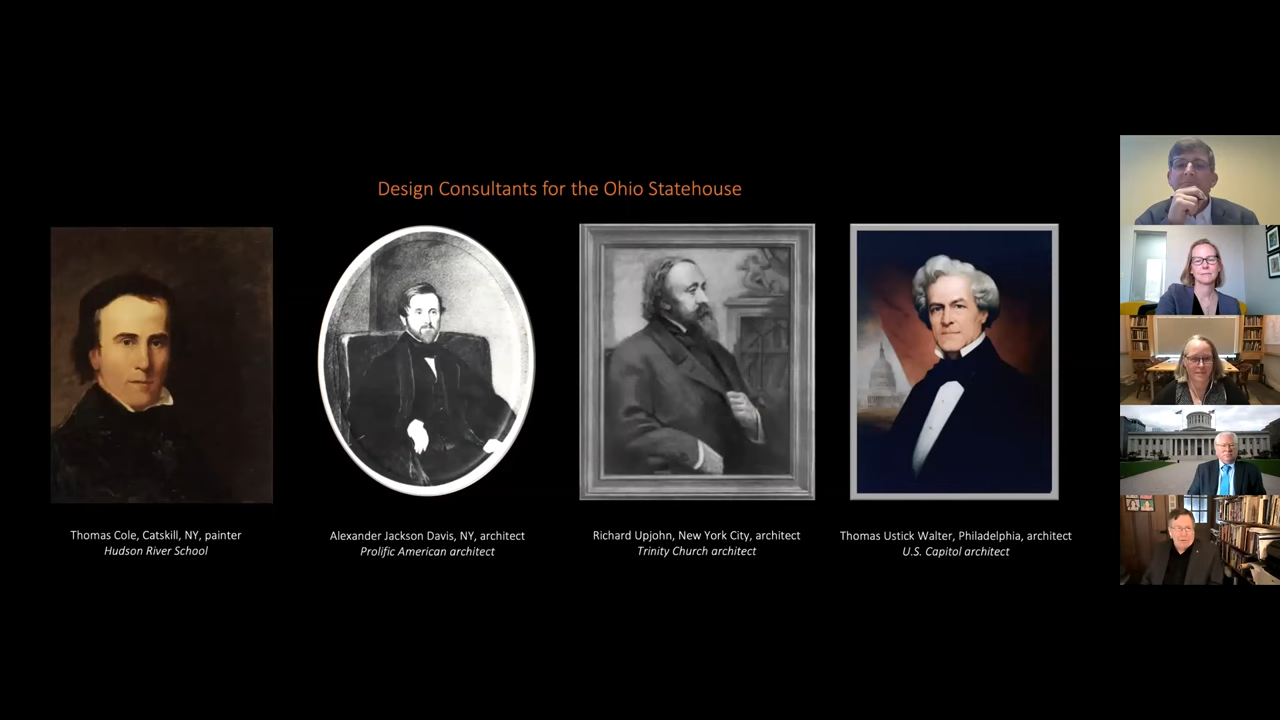 Design Consultants for the Ohio Statehouse
Thomas Cole, Catskill, NY, painter
Hudson River School
Alexander Jackson Davis, NY, architect
Prolific American architect
Richard Upjohn, New York City, architect
Trinity Church architect
Thomas Ustick Walter, Philadelphia, architect
U.S. Capitol architect